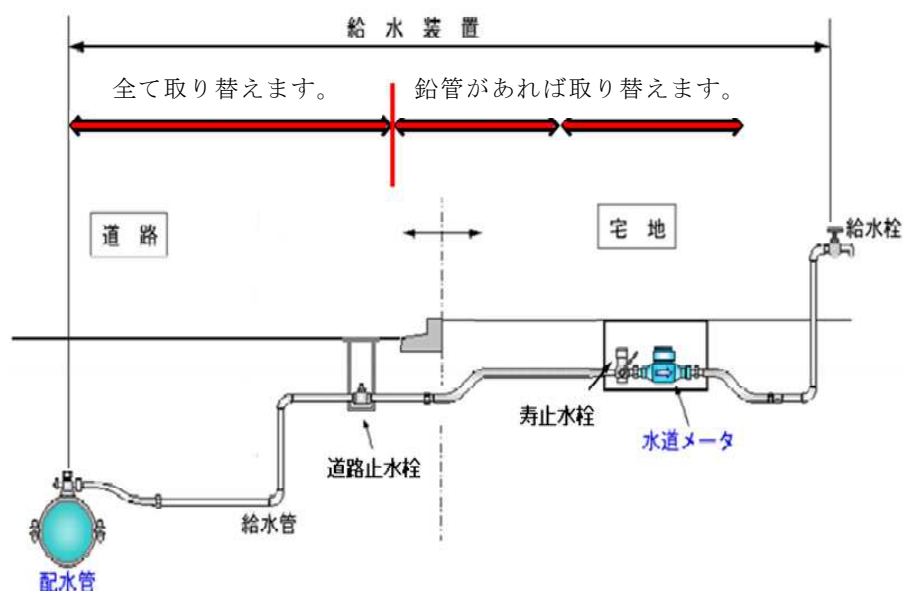 給水装置
全て取り替えます。
鉛管があれば取り替えます。
道路
宅地
給水栓
寿止水栓
水道メータ
道路止水栓
給水管
配水管